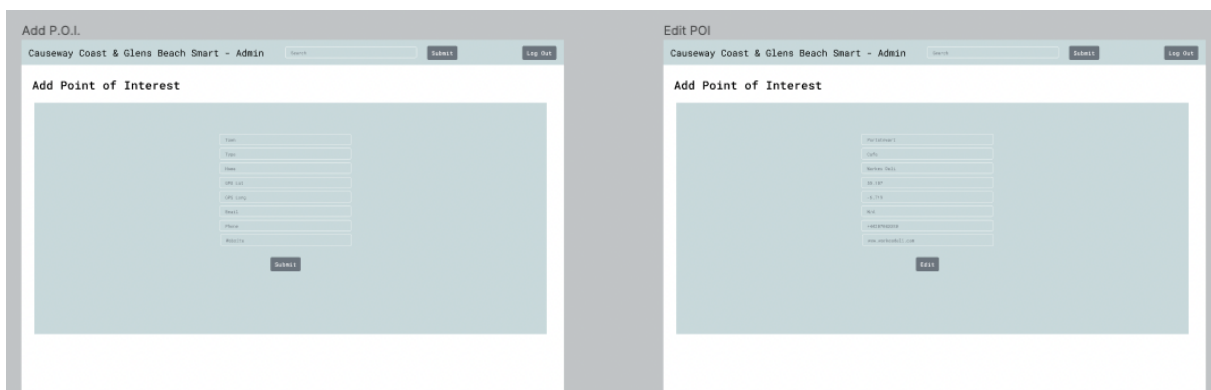 Add P.O.I.
Causeway Coast & Glens Beach Smart - Admin
Search
Submit
Log Out
Add Point of Interest
Town
Type
Name
GPS Lat
GPS Long
Email
Phone
Website
Submit
Edit POI
Causeway Coast & Glens Beach Smart - Admin
Search
Submit
Log Out
Add Point of Interest
Portstewart
Cafe
N/A
Edit